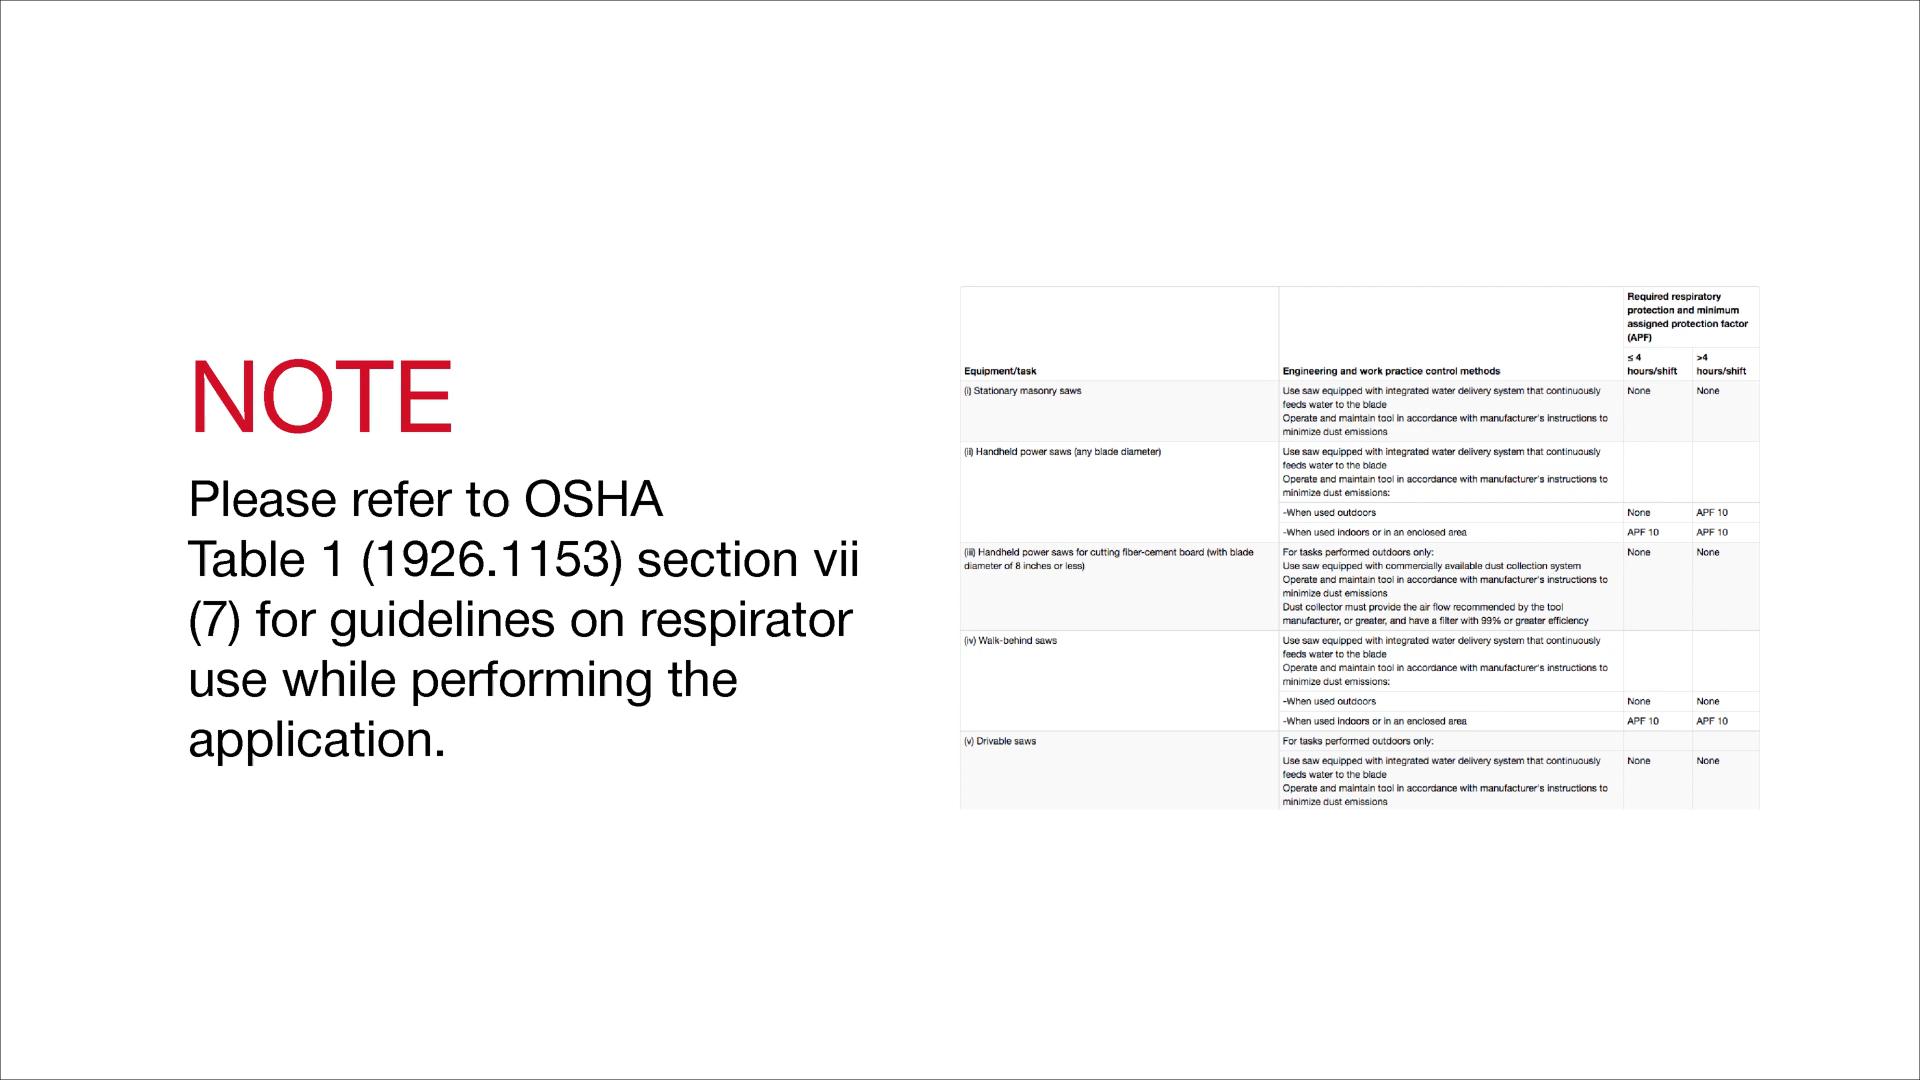 NOTE
Please refer to OSHA
Table 1 (1926.1153) section vii
(7) for guidelines on respirator
use while performing the
application.
Required respiratory
protection and minimum
assigned protection factor
(APF)
≤ 4
hours/shift
>4
hours/shift
Equipment/task
Engineering and work practice control methods
(i) Stationary masonry saws
Use saw equipped with integrated water delivery system that continuously
feeds water to the blade
Operate and maintain tool in accordance with manufacturer's instructions to
minimize dust emissions
None
None
(ii) Handheld power saws (any blade diameter)
Use saw equipped with integrated water delivery system that continuously
feeds water to the blade
Operate and maintain tool in accordance with manufacturer's instructions to
minimize dust emissions:
-When used outdoors
None
APF 10
-When used indoors or in an enclosed area
APF 10
APF 10
(iii) Handheld power saws for cutting fiber-cement board (with blade
diameter of 8 inches or less)
For tasks performed outdoors only:
Use saw equipped with commercially available dust collection system
Operate and maintain tool in accordance with manufacturer's instructions to
minimize dust emissions
Dust collector must provide the air flow recommended by the tool
manufacturer, or greater, and have a filter with 99% or greater efficiency
None
None
(iv) Walk-behind saws
Use saw equipped with integrated water delivery system that continuously
feeds water to the blade
Operate and maintain tool in accordance with manufacturer's instructions to
minimize dust emissions:
-When used outdoors
None
None
-When used indoors or in an enclosed area
APF 10
APF 10
(v) Drivable saws
For tasks performed outdoors only:
Use saw equipped with integrated water delivery system that continuously
feeds water to the blade
Operate and maintain tool in accordance with manufacturer's instructions to
minimize dust emissions
None
None